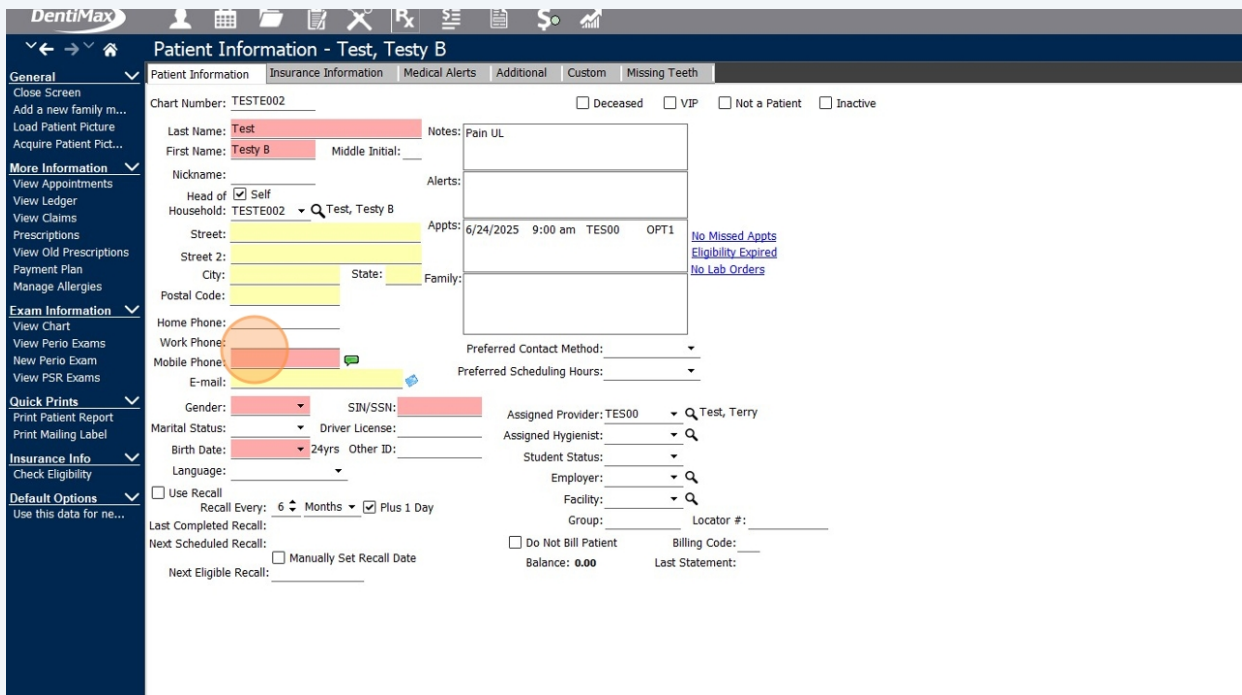 DentiMax
Patient Information - Test, Testy B
General
Close Screen
Add a new family m...
Load Patient Picture
Acquire Patient Pict...
More Information
View Appointments
View Ledger
View Claims
Prescriptions
View Old Prescriptions
Payment Plan
Manage Allergies
Exam Information
View Chart
View Perio Exams
New Perio Exam
View PSR Exams
Quick Prints
Print Patient Report
Print Mailing Label
Insurance Info
Check Eligibility
Default Options
Use this data for ne...
Patient Information Insurance Information Medical Alerts Additional Custom Missing Teeth
Chart Number: TESTE002 Deceased VIP Not a Patient Inactive
Last Name: Test
First Name: Testy B Middle Initial:
Nickname:
Head of Household: Self
TESTE002 Test, Testy B
Street:
Street 2:
City: State:
Postal Code:
Home Phone:
Work Phone:
Mobile Phone:
E-mail:
Notes: Pain UL
Alerts:
Appts: 6/24/2025 9:00 am TES00 OPT1
Family:
No Missed Appts
Eligibility Expired
No Lab Orders
Preferred Contact Method:
Preferred Scheduling Hours:
Gender: SIN/SSN:
Marital Status: Driver License:
Birth Date: 24yrs Other ID:
Language:
Use Recall
Recall Every: 6 Months Plus 1 Day
Last Completed Recall:
Next Scheduled Recall:
Manually Set Recall Date
Next Eligible Recall:
Assigned Provider: TES00 Test, Terry
Assigned Hygienist:
Student Status:
Employer:
Facility:
Group: Locator #:
Do Not Bill Patient Billing Code:
Balance: 0.00 Last Statement: